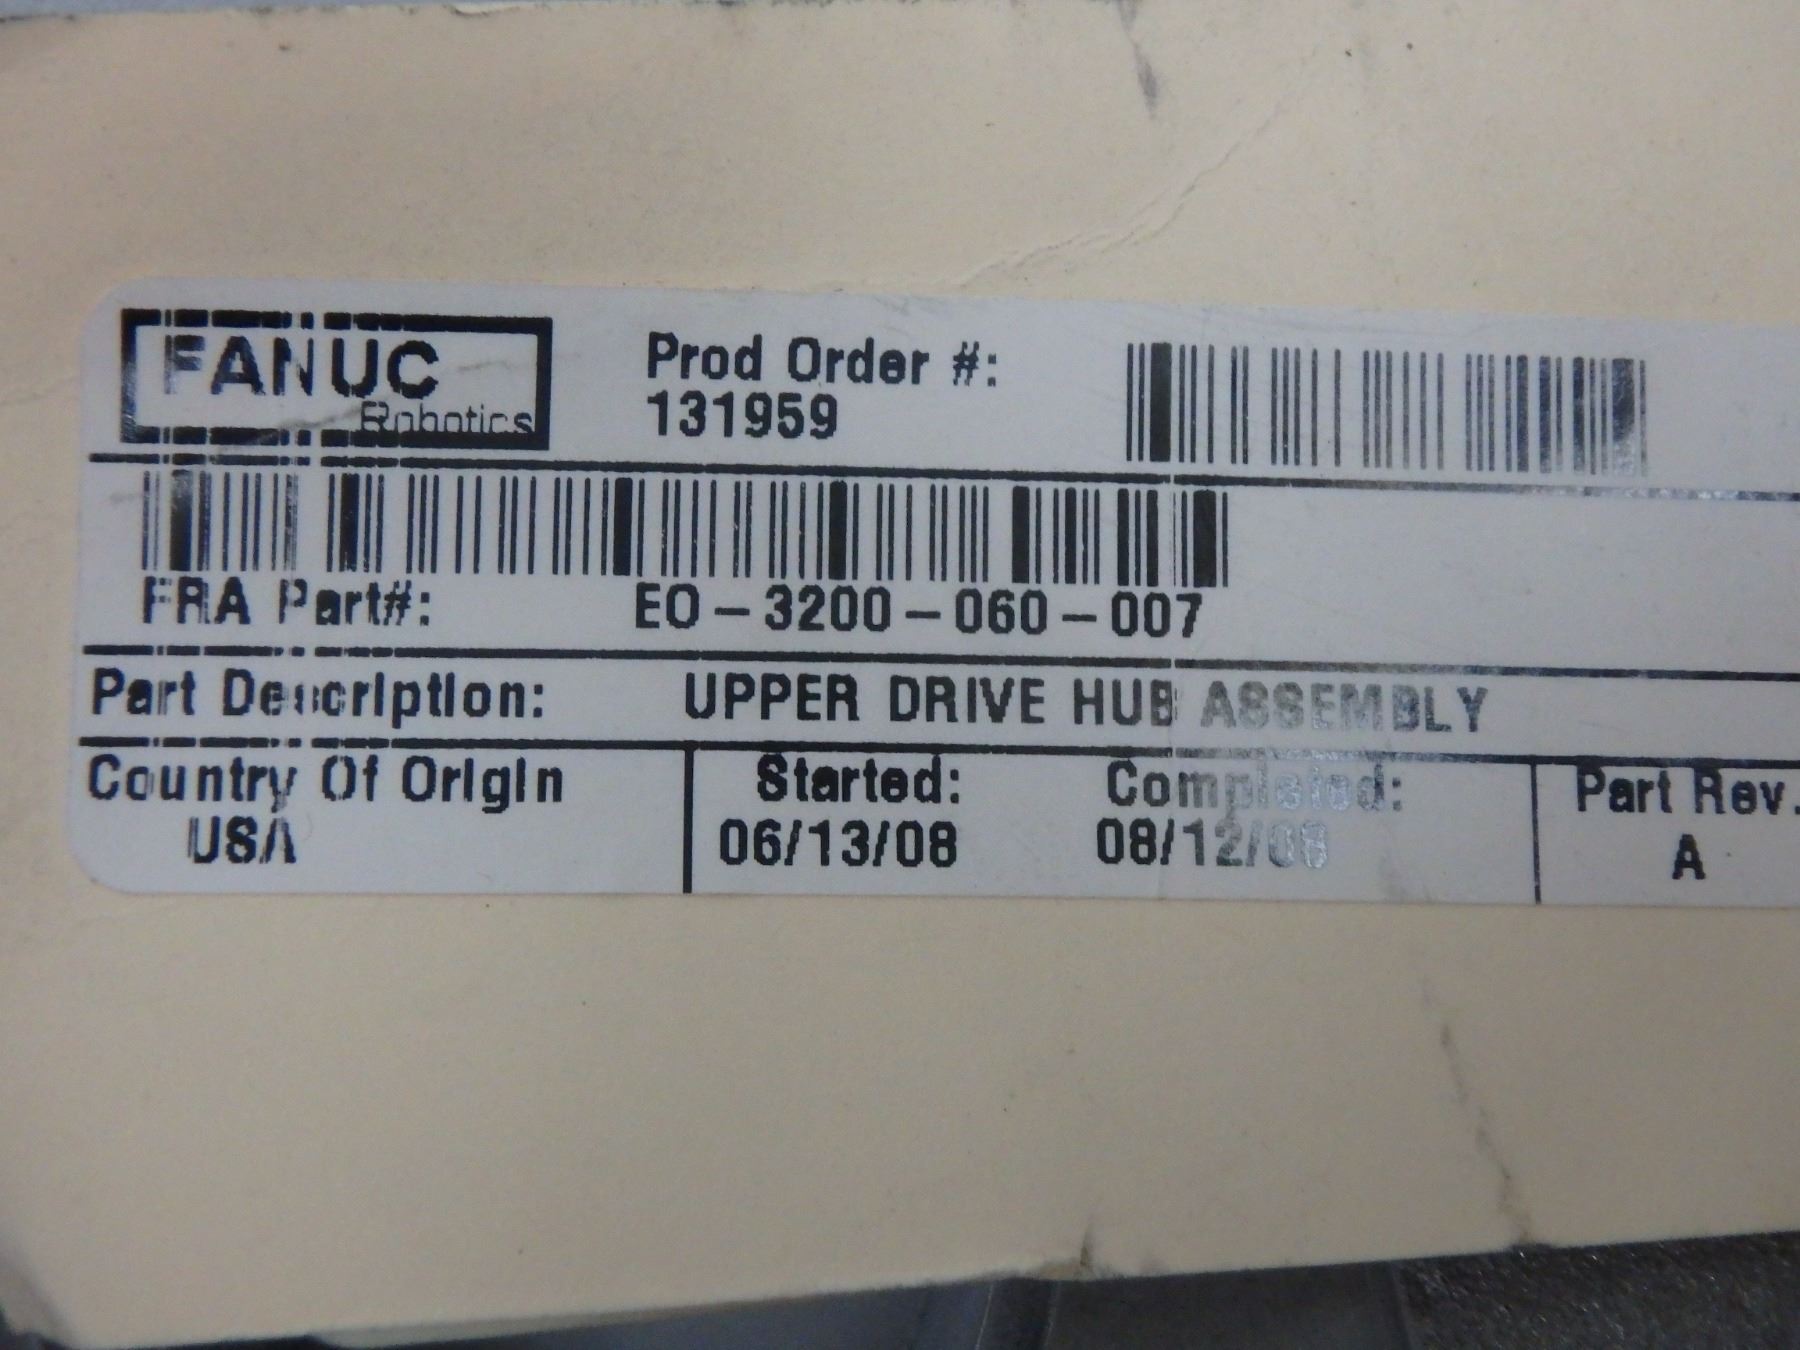 FANUC
Robotics
Prod Order #:
131959
FRA Part#: EO-3200-060-007
Part Description: UPPER DRIVE HUB ASSEMBLY
Country Of Origin
USA
Started:
06/13/08
Completed:
08/12/08
Part Rev.
A